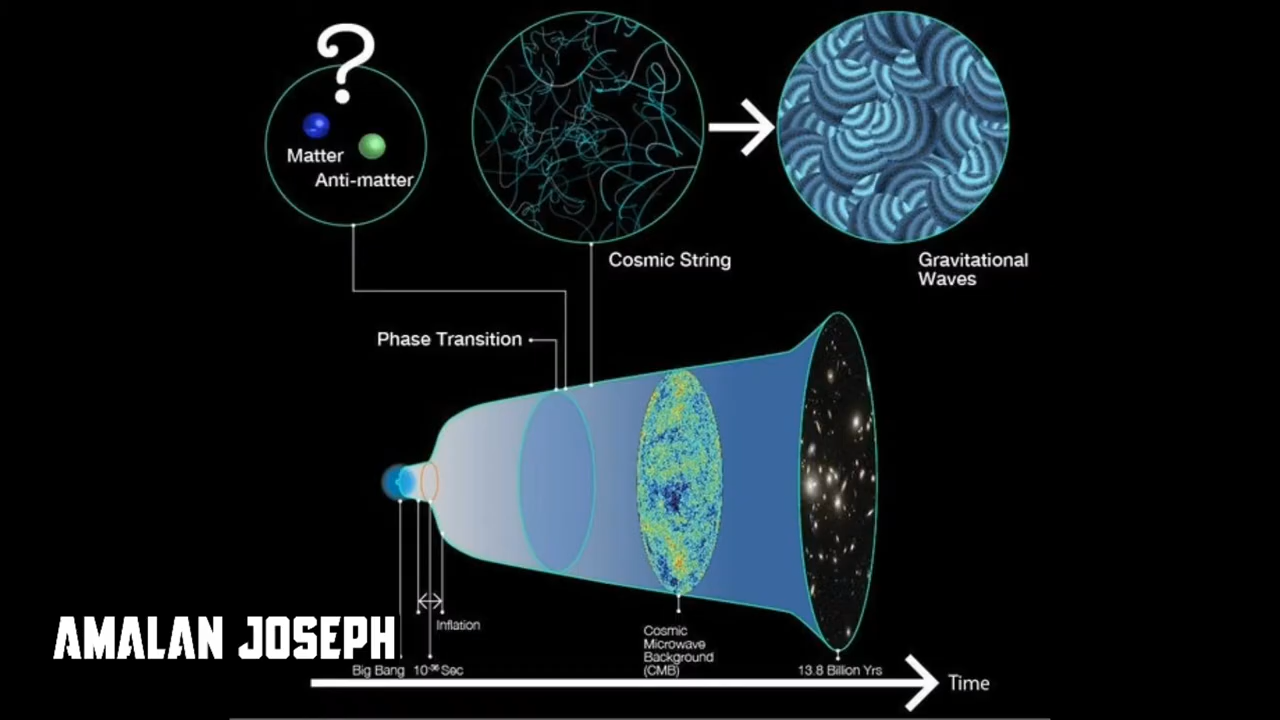 ?
Matter
Anti-matter
Cosmic String
Gravitational
Waves
Phase Transition
Inflation
Cosmic
Microwave
Background
(CMB)
AMALAN JOSEPH
Big Bang
10⁻³⁶ Sec
13.8 Billion Yrs
Time